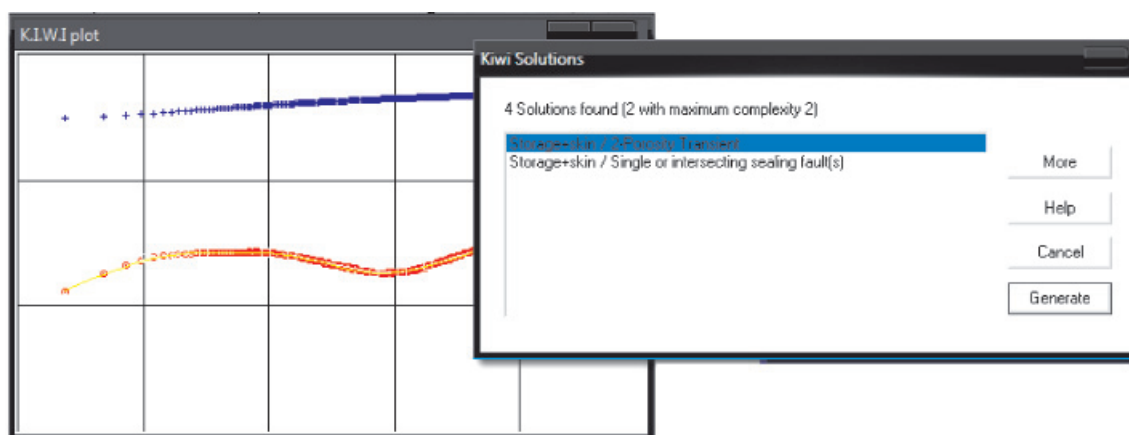 K.I.W.I plot
Kiwi Solutions
4 Solutions found (2 with maximum complexity 2)
Storage+skin / 2-Porosity Transient
Storage+skin / Single or intersecting sealing fault(s)
More
Help
Cancel
Generate